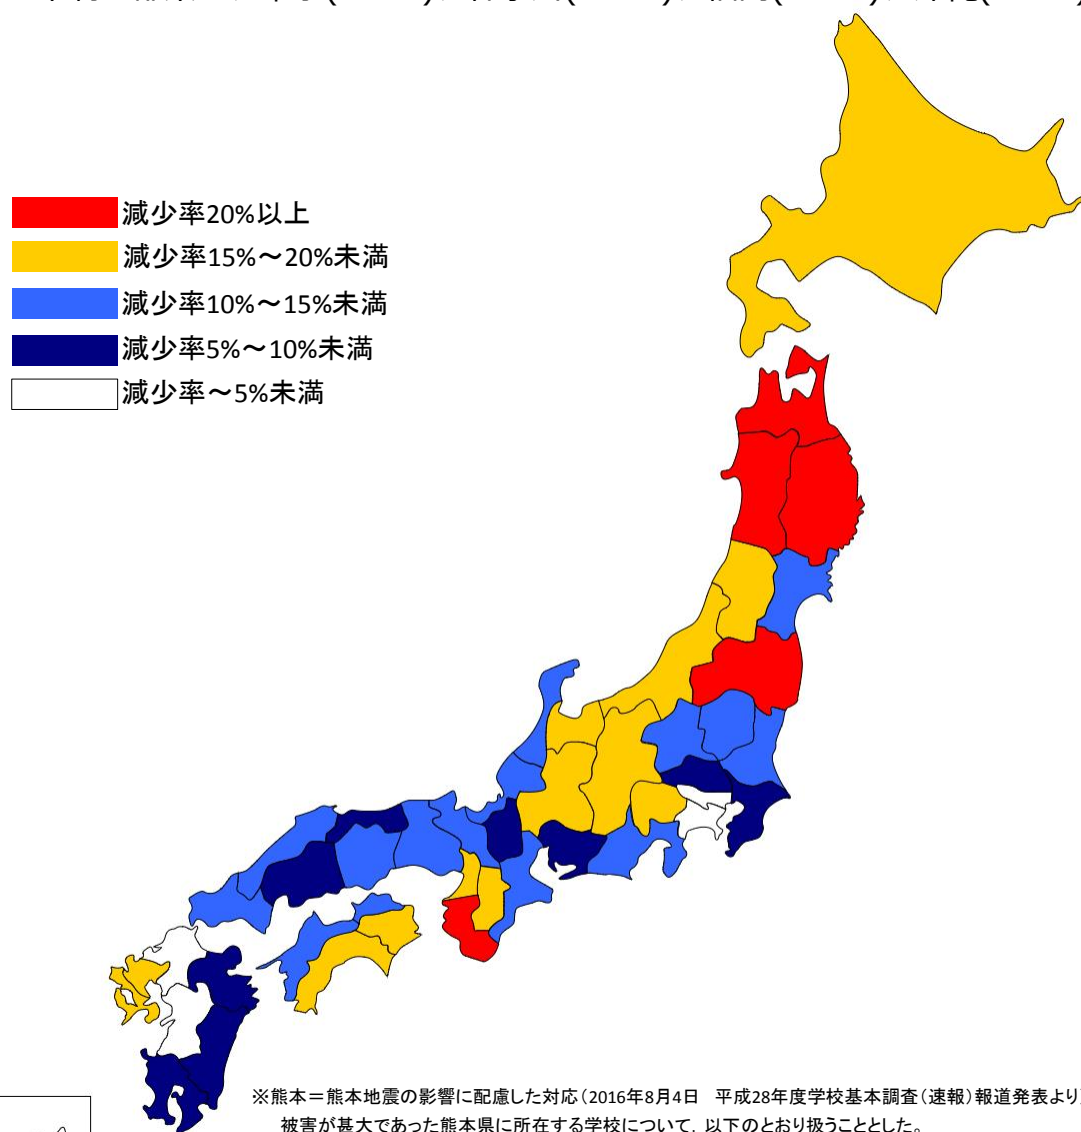 減少率20%以上
減少率15%～20%未満
減少率10%～15%未満
減少率5%～10%未満
減少率～5%未満
※熊本＝熊本地震の影響に配慮した対応（2016年8月4日　平成28年度学校基本調査（速報）報道発表より）
被害が甚大であった熊本県に所在する学校について，以下のとおり扱うこととした。